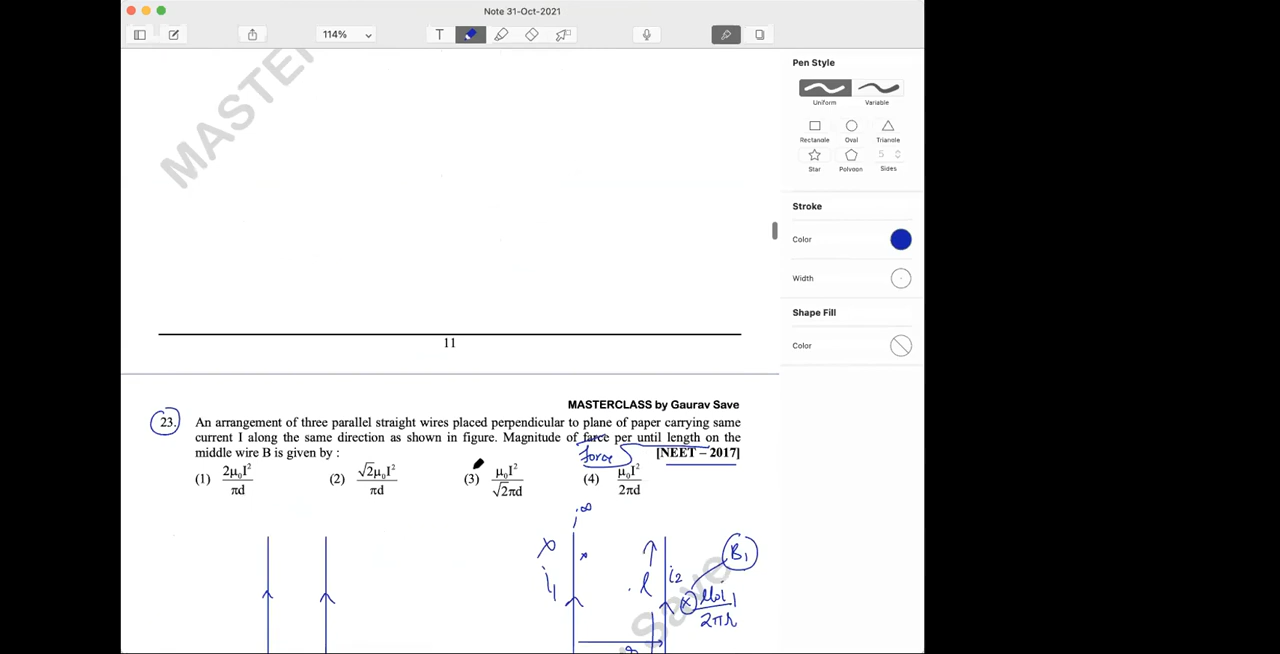 Note 31-Oct-2021
114%
T
Pen Style
Uniform
Variable
Rectangle
Oval
Triangle
Star
Polygon
5
Sides
Stroke
Color
Width
Shape Fill
Color
MASTER
11
MASTERCLASS by Gaurav Save
23.
An arrangement of three parallel straight wires placed perpendicular to plane of paper carrying same
current I along the same direction as shown in figure. Magnitude of farce per until length on the
force
middle wire B is given by :
[NEET – 2017]
(1) 2μ₀I²/πd
(2) √2μ₀I²/πd
(3) μ₀I²/√2πd
(4) μ₀I²/2πd
∞
i₁
l
i₂
B₁
x
μ₀i₁/2πr
Save